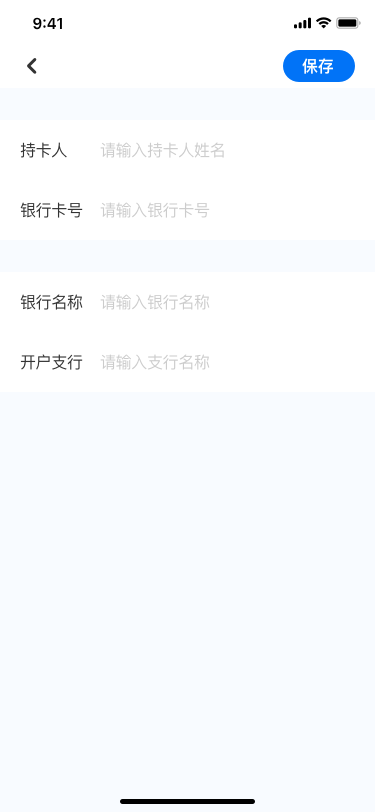 9:41
保存
持卡人 请输入持卡人姓名
银行卡号 请输入银行卡号
银行名称 请输入银行名称
开户支行 请输入支行名称